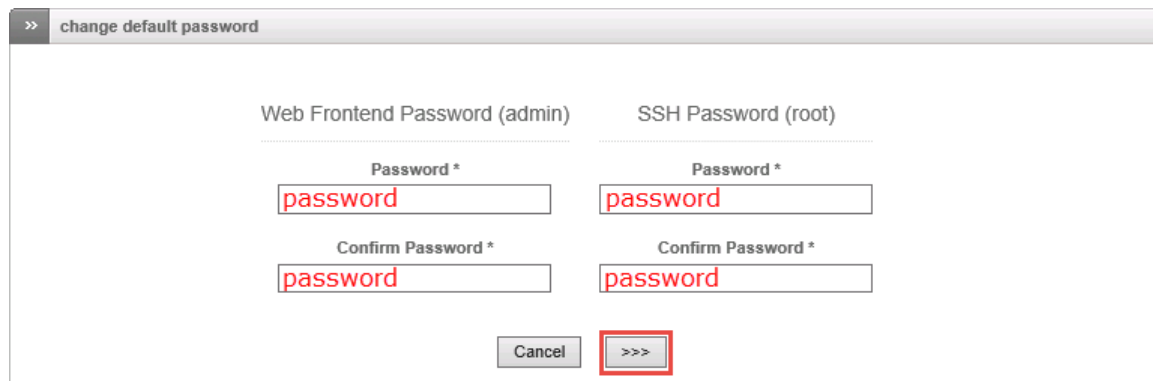 >> change default password
Web Frontend Password (admin) SSH Password (root)
Password * Password *
password password
Confirm Password * Confirm Password *
password password
Cancel >>>